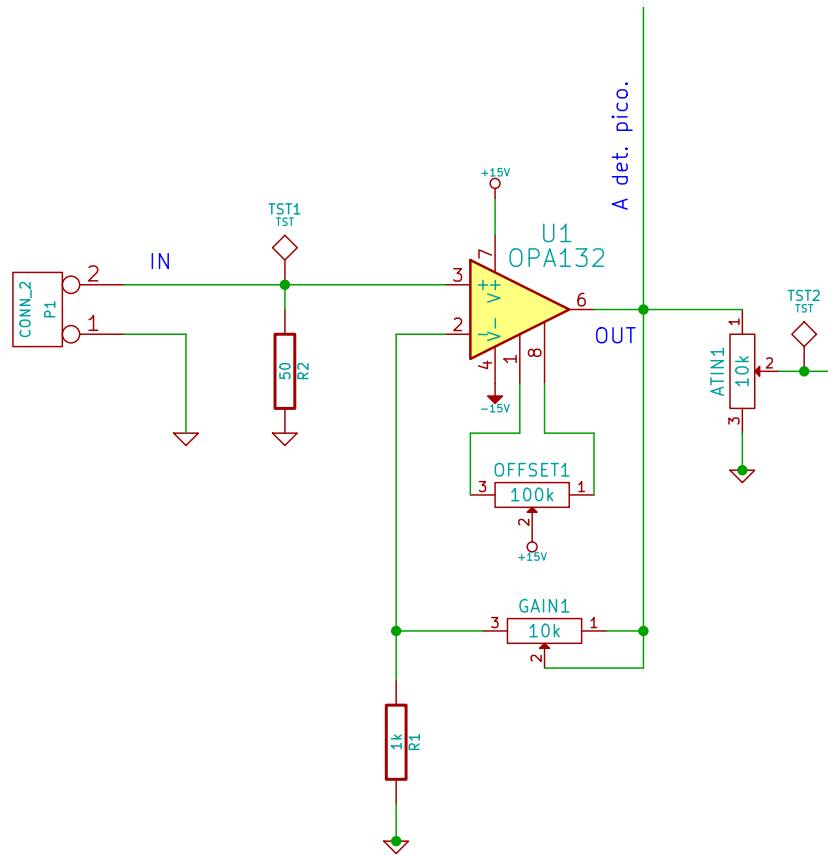 A det. pico.
+15V
7
U1
OPA132
TST1
TST
IN
CONN_2
P1
2
1
3
2
+
-
V+
V-
6
4
1
8
-15V
OUT
TST2
TST
ATIN1
10k
1
2
3
50
R2
OFFSET1
3
100k
1
2
+15V
GAIN1
3
10k
1
2
1k
R1